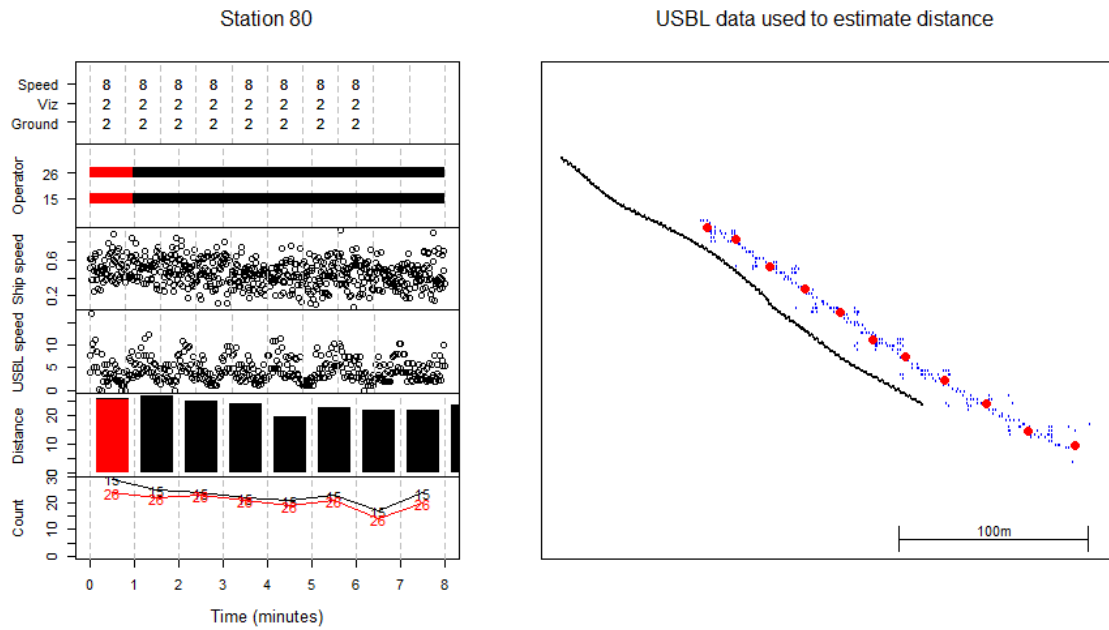 Station 80
USBL data used to estimate distance
Speed 8 8 8 8 8 8 8 8
Viz 2 2 2 2 2 2 2 2
Ground 2 2 2 2 2 2 2 2
Operator
26
15
Ship speed
0.6
0.2
USBL speed
10
5
0
Distance
20
10
0
Count
30
20
10
0
15 15 15 15 15 15 15 15
26 26 26 26 26 26 26 26
0 1 2 3 4 5 6 7 8
Time (minutes)
100m